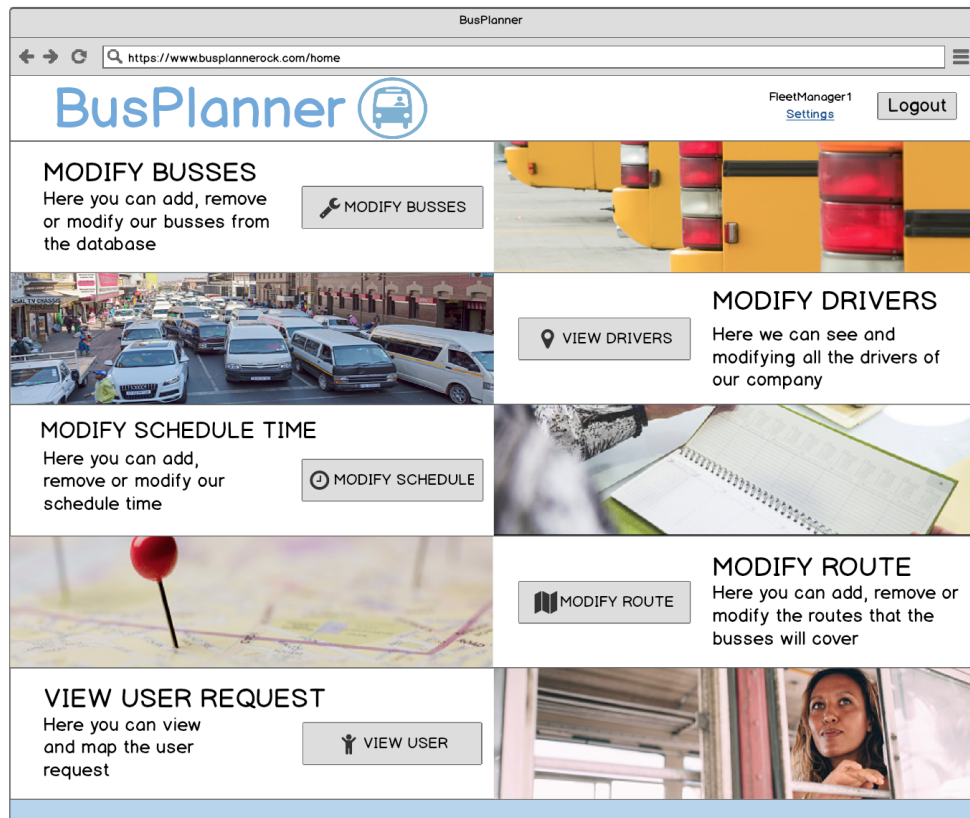 BusPlanner
https://www.busplannerock.com/home
BusPlanner
FleetManager1
Settings
Logout
MODIFY BUSSES
Here you can add, remove
or modify our busses from
the database
MODIFY BUSSES
VIEW DRIVERS
MODIFY DRIVERS
Here we can see and
modifying all the drivers of
our company
MODIFY SCHEDULE TIME
Here you can add,
remove or modify our
schedule time
MODIFY SCHEDULE
MODIFY ROUTE
MODIFY ROUTE
Here you can add, remove or
modify the routes that the
busses will cover
VIEW USER REQUEST
Here you can view
and map the user
request
VIEW USER